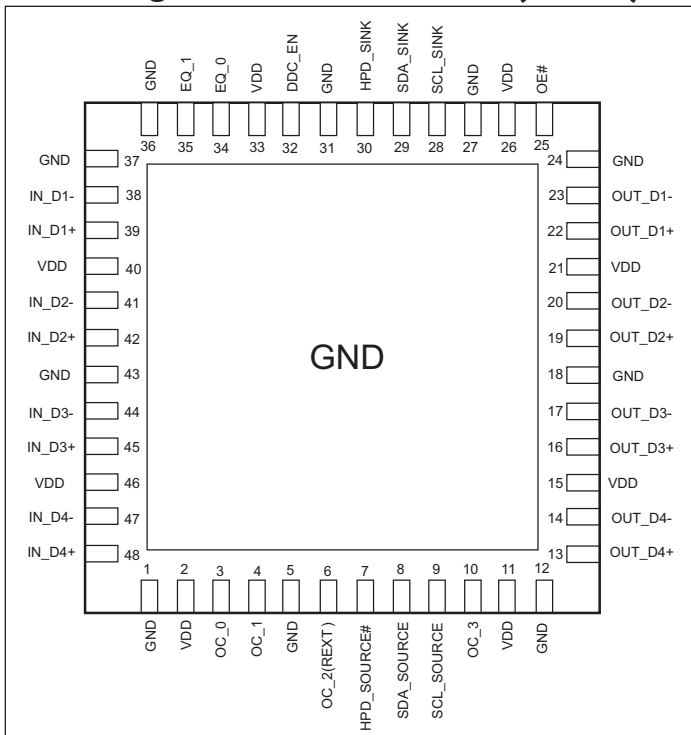 GND
EQ_1
EQ_0
VDD
DDC_EN
GND
HPD_SINK
SDA_SINK
SCL_SINK
GND
VDD
OE#
36 35 34 33 32 31 30 29 28 27 26 25
GND 37 24 GND
IN_D1- 38 23 OUT_D1-
IN_D1+ 39 22 OUT_D1+
VDD 40 21 VDD
IN_D2- 41 20 OUT_D2-
IN_D2+ 42 19 OUT_D2+
GND
GND 43 18 GND
IN_D3- 44 17 OUT_D3-
IN_D3+ 45 16 OUT_D3+
VDD 46 15 VDD
IN_D4- 47 14 OUT_D4-
IN_D4+ 48 13 OUT_D4+
1 2 3 4 5 6 7 8 9 10 11 12
GND
VDD
OC_0
OC_1
GND
OC_2(REXT)
HPD_SOURCE#
SDA_SOURCE
SCL_SOURCE
OC_3
VDD
GND